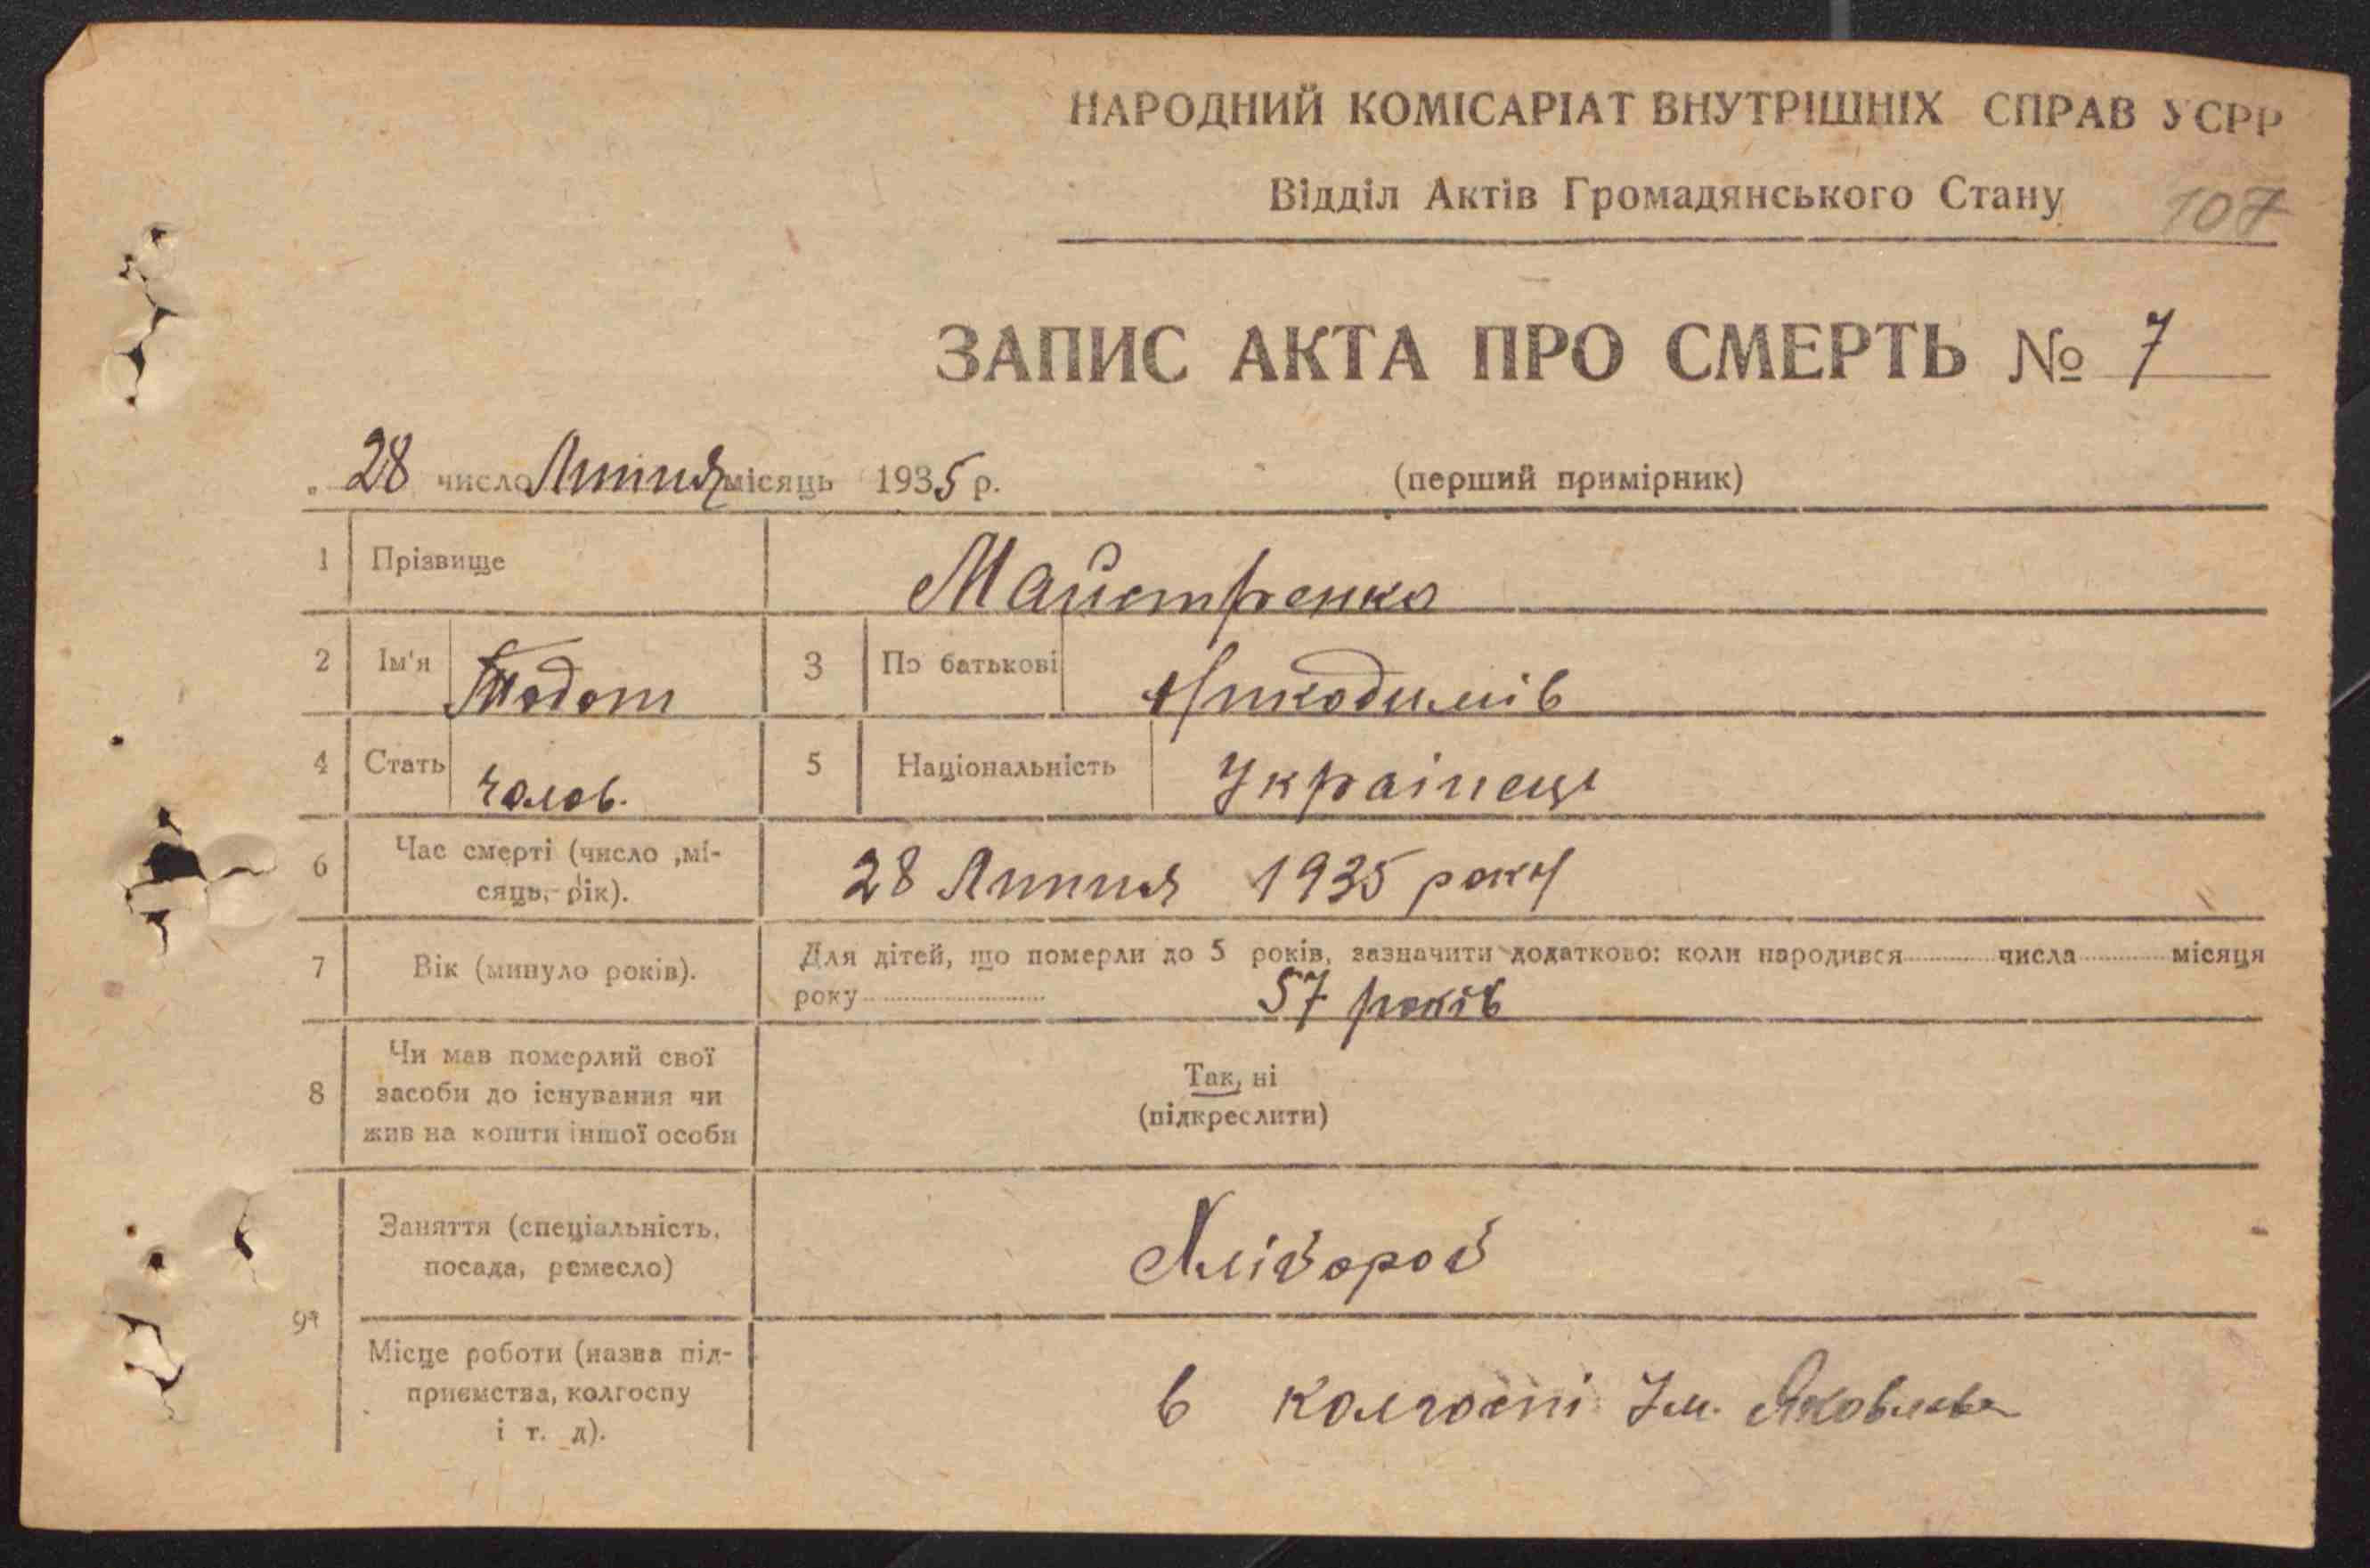 НАРОДНИЙ КОМІСАРІАТ ВНУТРІШНІХ СПРАВ УСРР
Відділ Актів Громадянського Стану 107
ЗАПИС АКТА ПРО СМЕРТЬ № 7
„ 28 число Липня місяць 1935 р. (перший примірник)
1 Прізвище Майстренко
2 Ім'я Тодот 3 По батькові Никодимів
4 Стать чолов. 5 Національність Українець
6 Час смерті (число ,мі-
сяць, рік). 28 Липня 1935 року
7 Вік (минуло років). Для дітей, що померли до 5 років, зазначити додатково: коли народився числа місяця
року 57 років
8 Чи мав померлий свої
засоби до існування чи
жив на кошти іншої особи
Так, ні
(підкреслити)
9 Заняття (спеціальність,
посада, ремесло) Хлібороб
Місце роботи (назва під-
приємства, колгоспу
і т. д).
в колгоспі Ім. Яковлева